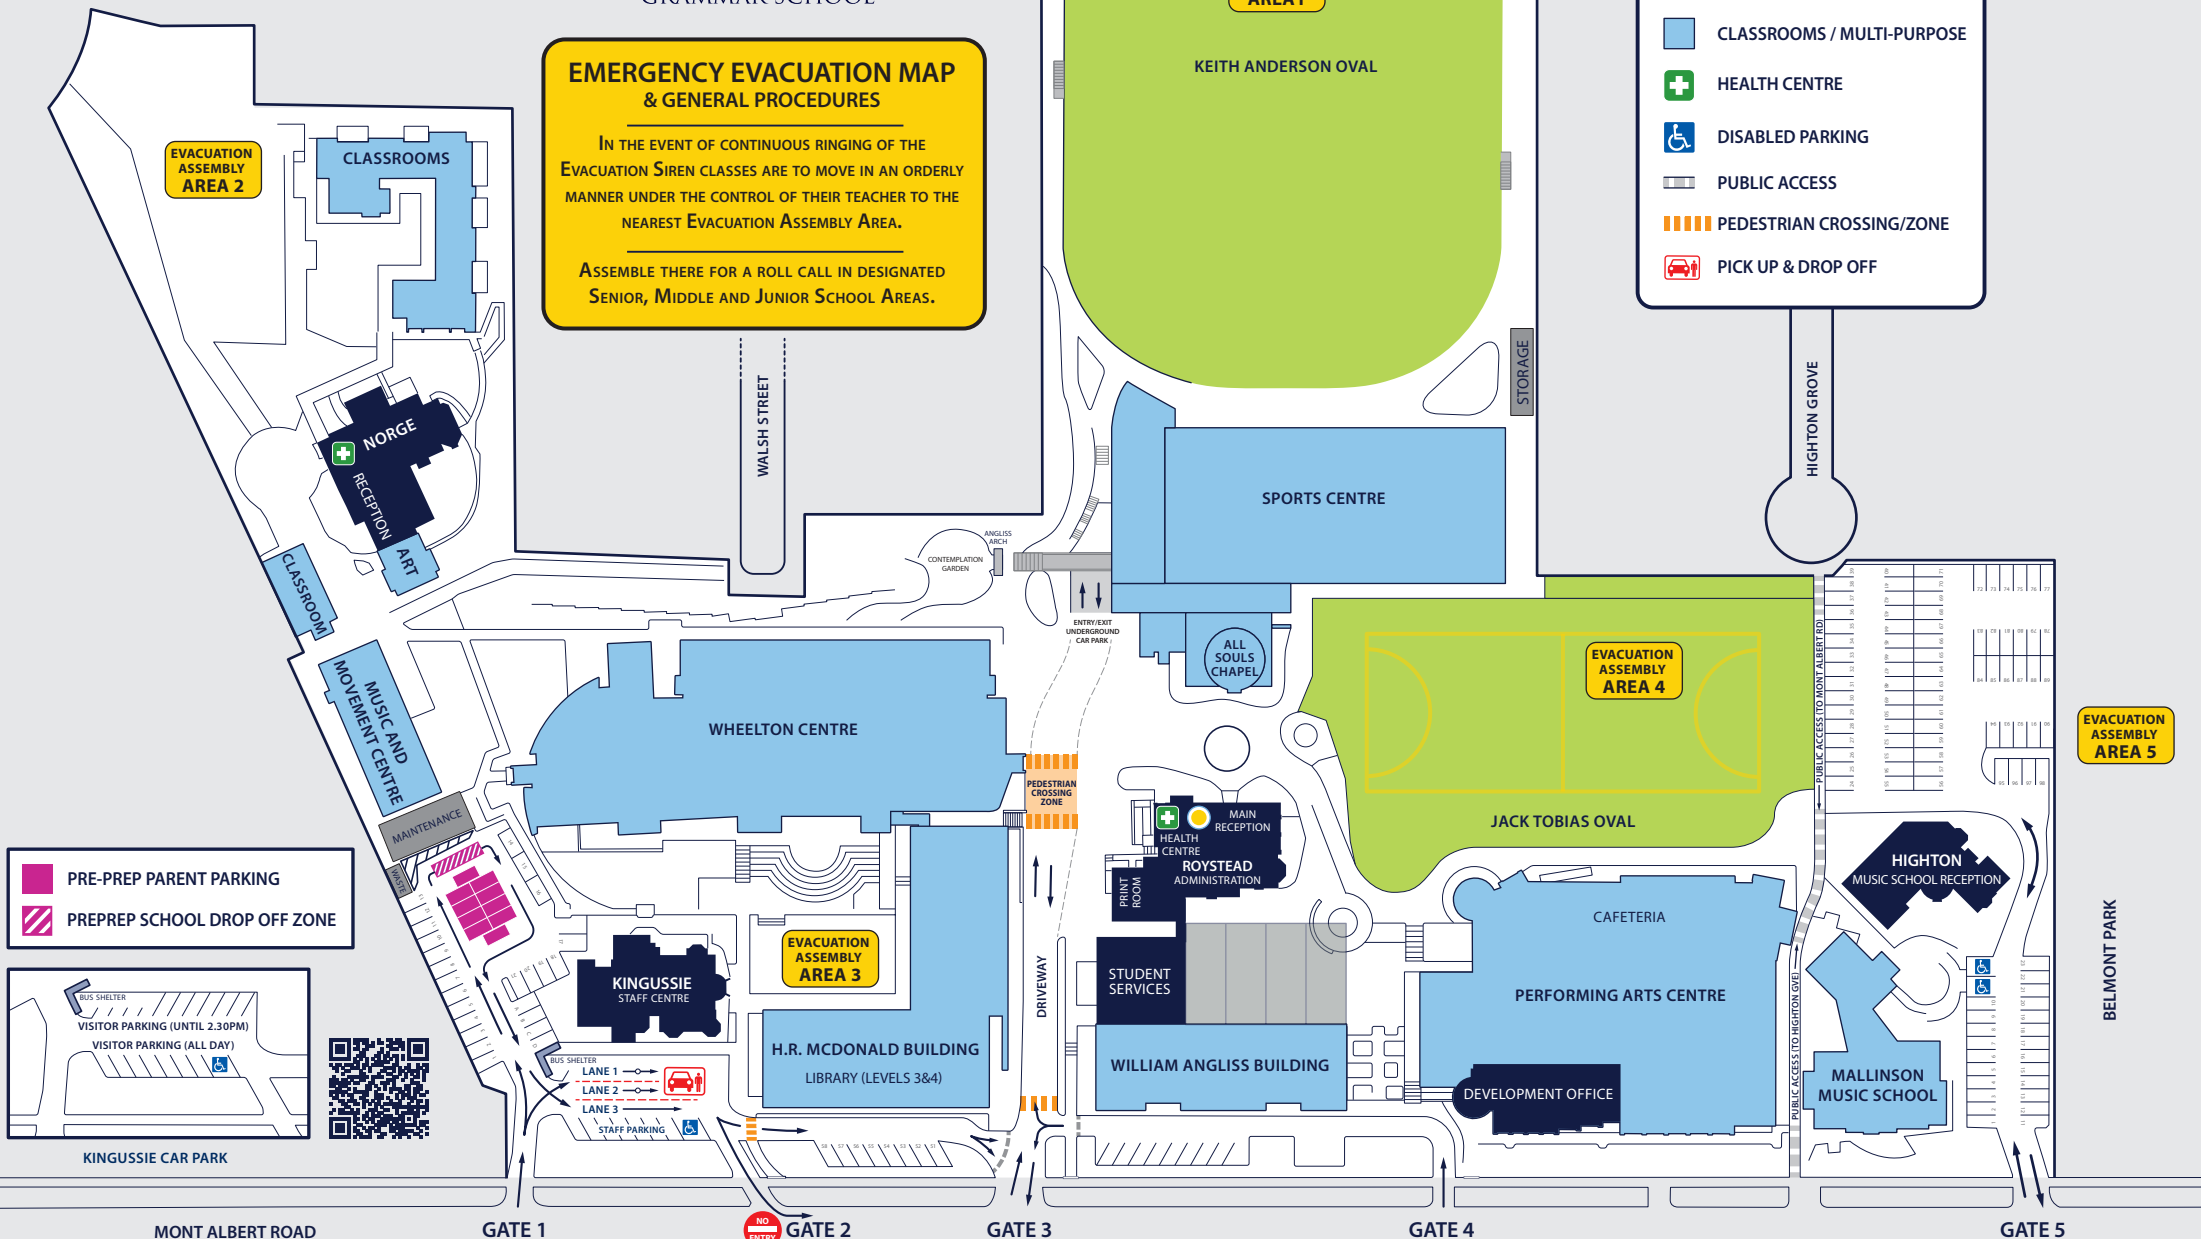 GRAMMAR SCHOOL
EMERGENCY EVACUATION MAP
& GENERAL PROCEDURES
IN THE EVENT OF CONTINUOUS RINGING OF THE
EVACUATION SIREN CLASSES ARE TO MOVE IN AN ORDERLY
MANNER UNDER THE CONTROL OF THEIR TEACHER TO THE
NEAREST EVACUATION ASSEMBLY AREA.
ASSEMBLE THERE FOR A ROLL CALL IN DESIGNATED
SENIOR, MIDDLE AND JUNIOR SCHOOL AREAS.
AREA 1
KEITH ANDERSON OVAL
CLASSROOMS / MULTI-PURPOSE
HEALTH CENTRE
DISABLED PARKING
PUBLIC ACCESS
PEDESTRIAN CROSSING/ZONE
PICK UP & DROP OFF
EVACUATION
ASSEMBLY
AREA 2
CLASSROOMS
NORGE
RECEPTION
ART
CLASSROOM
MUSIC AND
MOVEMENT CENTRE
MAINTENANCE
WASTE
WALSH STREET
STORAGE
HIGHTON GROVE
SPORTS CENTRE
ANGLISS
ARCH
CONTEMPLATION
GARDEN
ENTRY/EXIT
UNDERGROUND
CAR PARK
ALL
SOULS
CHAPEL
WHEELTON CENTRE
PEDESTRIAN
CROSSING
ZONE
EVACUATION
ASSEMBLY
AREA 4
JACK TOBIAS OVAL
PUBLIC ACCESS (TO MONT ALBERT RD)
EVACUATION
ASSEMBLY
AREA 5
BELMONT PARK
MAIN
RECEPTION
HEALTH
CENTRE
ROYSTEAD
ADMINISTRATION
PRINT
ROOM
STUDENT
SERVICES
HIGHTON
MUSIC SCHOOL RECEPTION
CAFETERIA
PERFORMING ARTS CENTRE
DEVELOPMENT OFFICE
PUBLIC ACCESS (TO HIGHTON GVE)
MALLINSON
MUSIC SCHOOL
WILLIAM ANGLISS BUILDING
DRIVEWAY
EVACUATION
ASSEMBLY
AREA 3
KINGUSSIE
STAFF CENTRE
H.R. MCDONALD BUILDING
LIBRARY (LEVELS 3&4)
BUS SHELTER
LANE 1
LANE 2
LANE 3
STAFF PARKING
PRE-PREP PARENT PARKING
PREPREP SCHOOL DROP OFF ZONE
BUS SHELTER
VISITOR PARKING (UNTIL 2.30PM)
VISITOR PARKING (ALL DAY)
KINGUSSIE CAR PARK
MONT ALBERT ROAD
GATE 1
NO
ENTRY
GATE 2
GATE 3
GATE 4
GATE 5